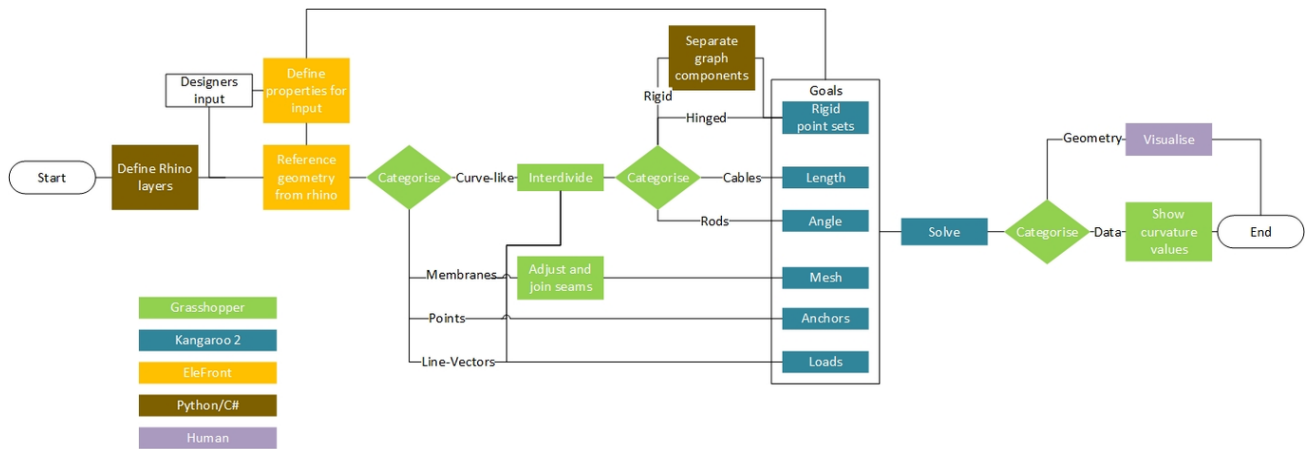 Start
Define Rhino
layers
Designers
input
Define
properties for
input
Reference
geometry
from rhino
Categorise
Curve-like
Interdivide
Categorise
Rigid
Separate
graph
components
Hinged
Cables
Rods
Membranes
Adjust and
join seams
Points
Line-Vectors
Goals
Rigid
point sets
Length
Angle
Mesh
Anchors
Loads
Solve
Categorise
Geometry
Visualise
Data
Show
curvature
values
End
Grasshopper
Kangaroo 2
EleFront
Python/C#
Human